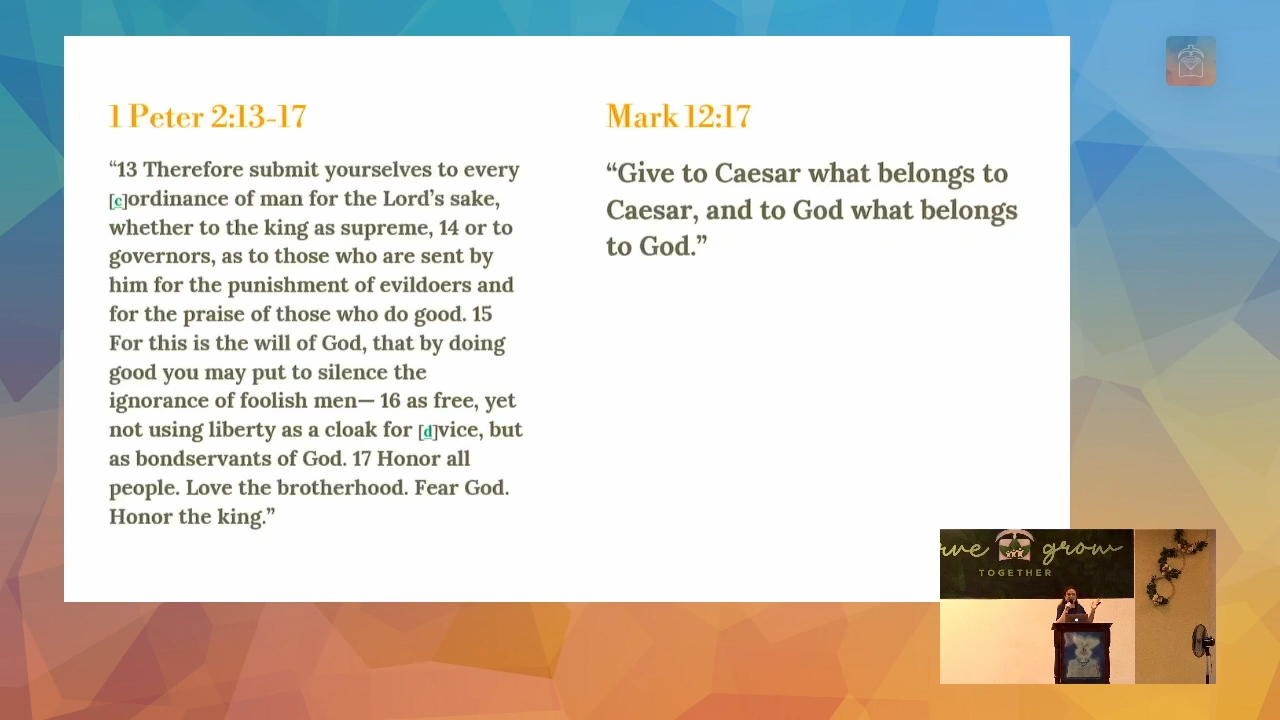 1 Peter 2:13-17
“13 Therefore submit yourselves to every
[c]ordinance of man for the Lord’s sake,
whether to the king as supreme, 14 or to
governors, as to those who are sent by
him for the punishment of evildoers and
for the praise of those who do good. 15
For this is the will of God, that by doing
good you may put to silence the
ignorance of foolish men— 16 as free, yet
not using liberty as a cloak for [d]vice, but
as bondservants of God. 17 Honor all
people. Love the brotherhood. Fear God.
Honor the king.”
Mark 12:17
“Give to Caesar what belongs to
Caesar, and to God what belongs
to God.”
grow
TOGETHER